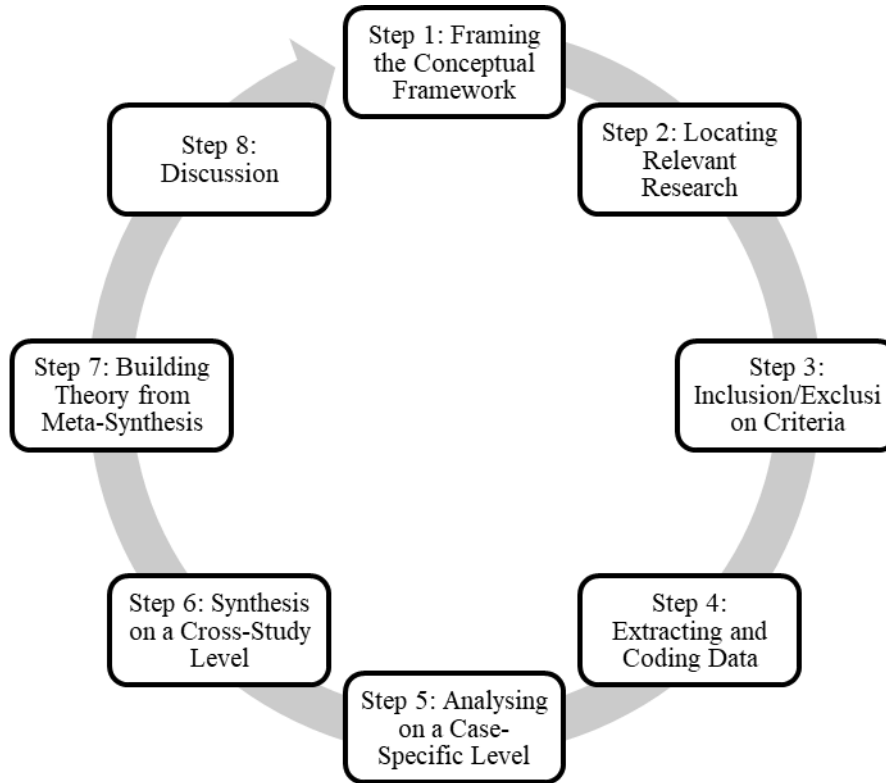 Step 1: Framing
the Conceptual
Framework
Step 2: Locating
Relevant
Research
Step 3:
Inclusion/Exclusi
on Criteria
Step 4:
Extracting and
Coding Data
Step 5: Analysing
on a Case-
Specific Level
Step 6: Synthesis
on a Cross-Study
Level
Step 7: Building
Theory from
Meta-Synthesis
Step 8:
Discussion